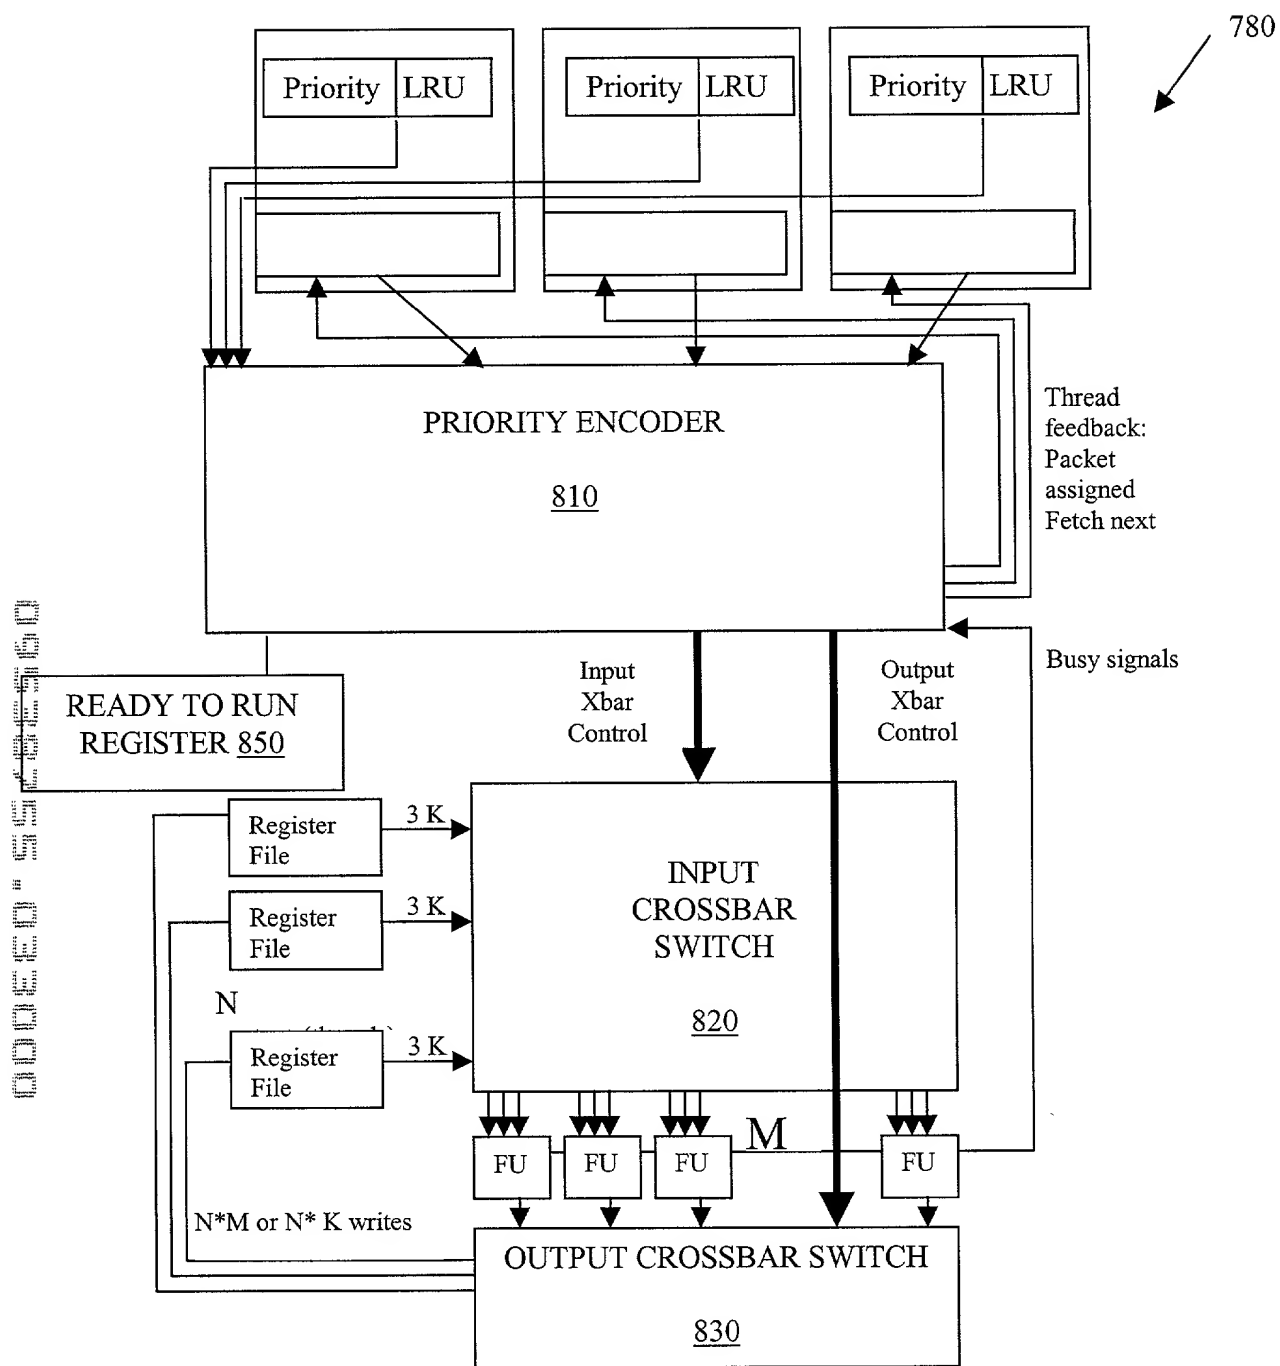 780
Priority LRU
Priority LRU
Priority LRU
PRIORITY ENCODER
810
Thread
feedback:
Packet
assigned
Fetch next
Input
Xbar
Control
Output
Xbar
Control
Busy signals
READY TO RUN
REGISTER 850
Register
File
3 K
Register
File
3 K
N
Register
File
3 K
INPUT
CROSSBAR
SWITCH
820
M
FU
FU
FU
FU
N*M or N* K writes
OUTPUT CROSSBAR SWITCH
830